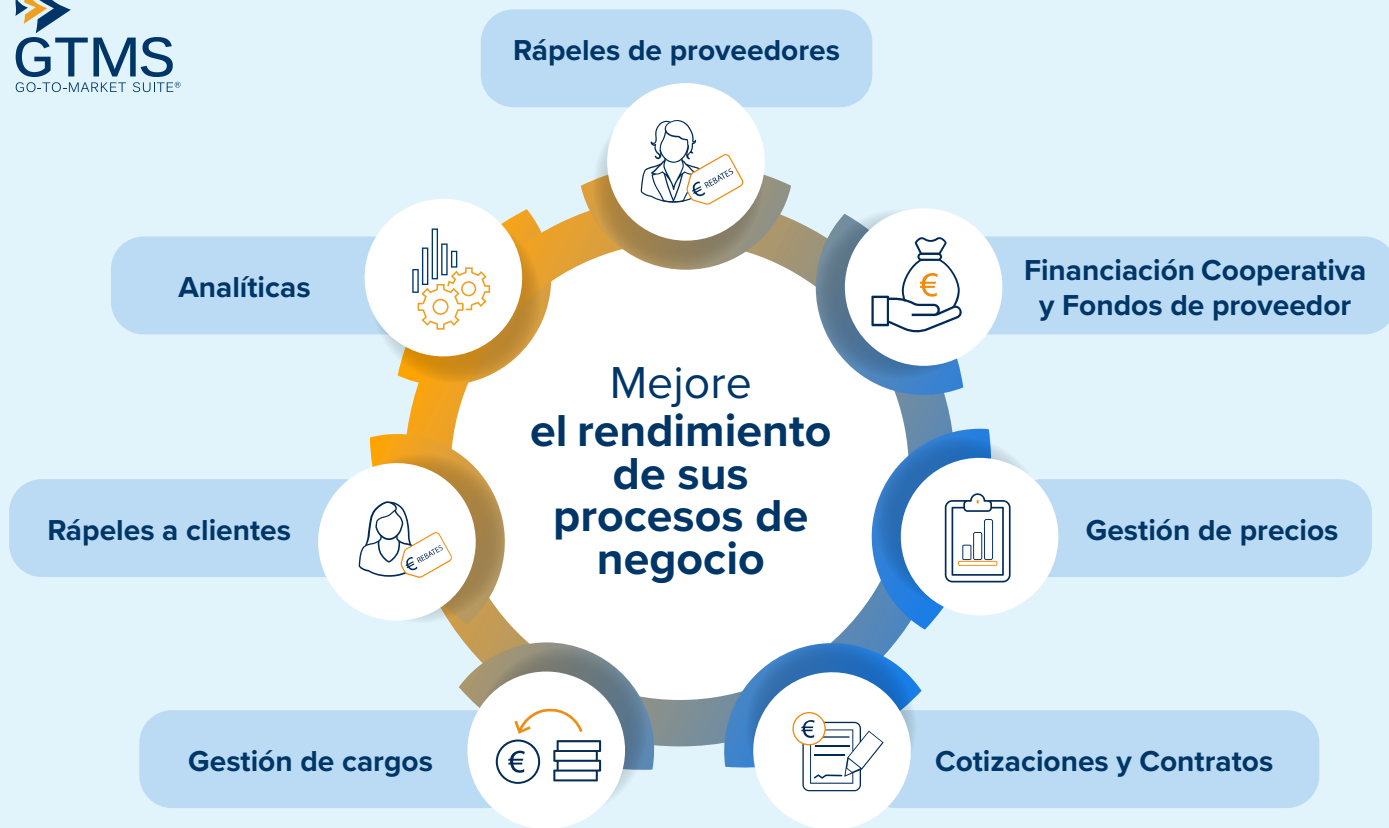 GTMS
GO-TO-MARKET SUITE®
Rápeles de proveedores
€ REBATES
Analíticas
€
Financiación Cooperativa
y Fondos de proveedor
Mejore
el rendimiento
de sus
procesos de
negocio
Rápeles a clientes
€ REBATES
Gestión de precios
Gestión de cargos
€
€
Cotizaciones y Contratos